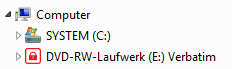 Computer
SYSTEM (C:)
DVD-RW-Laufwerk (E:) Verbatim